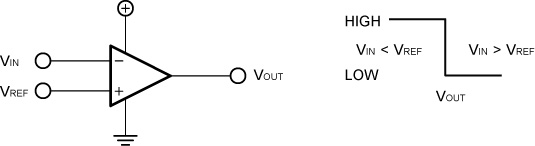 VIN
VREF
−
+
+
VOUT
HIGH
VIN < VREF
VIN > VREF
LOW
VOUT